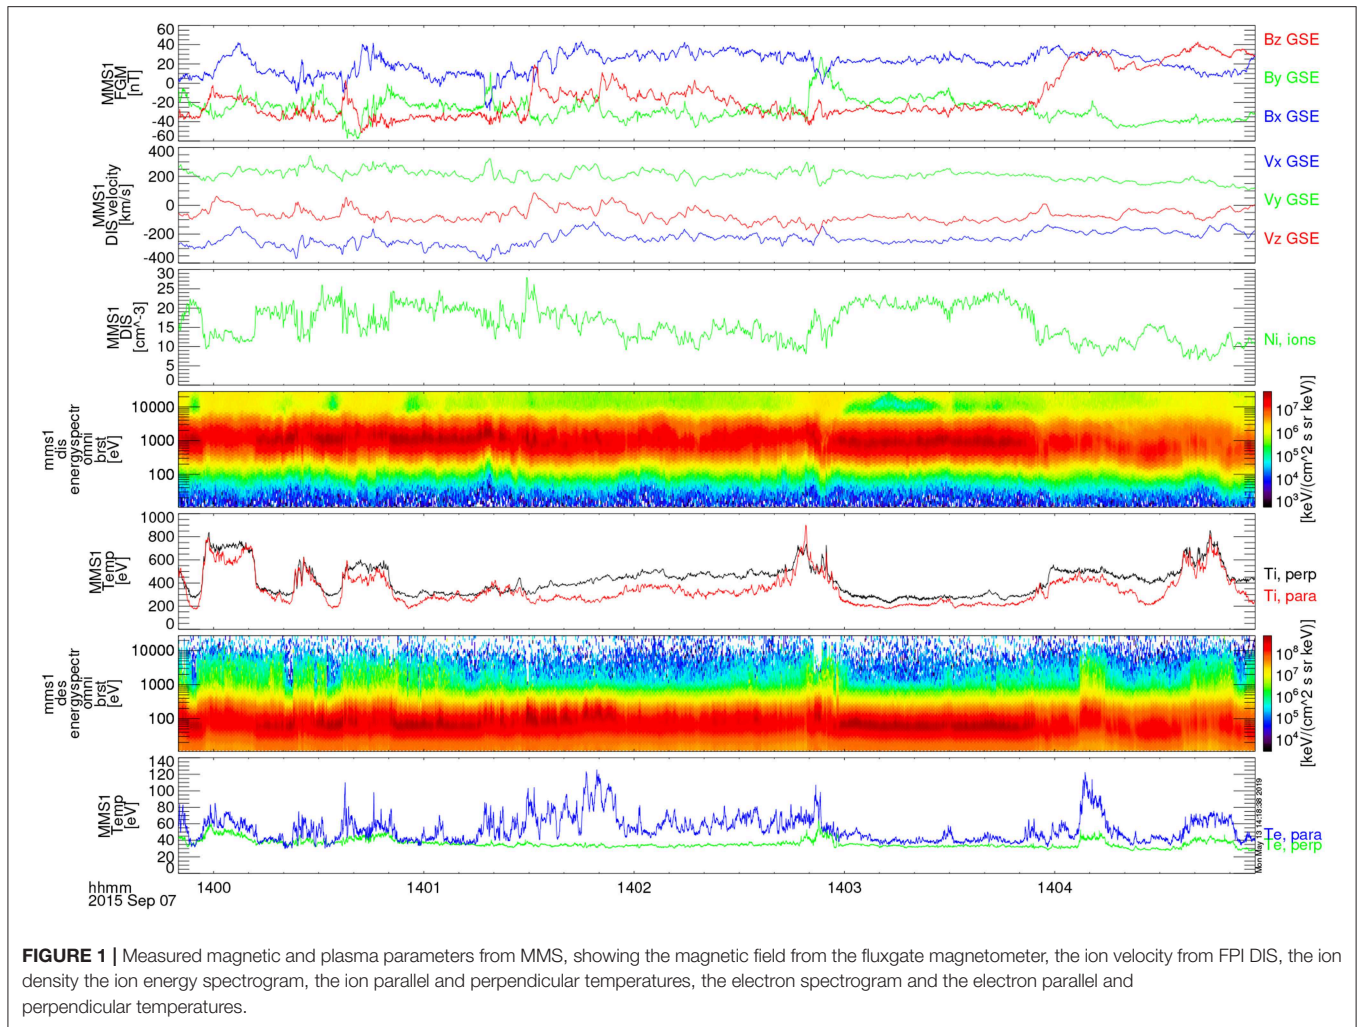 60
40
20
0
-20
-40
-60
MMS1
FGM
[nT]
Bz GSE
By GSE
Bx GSE
400
200
0
-200
-400
MMS1
DIS velocity
[km/s]
Vx GSE
Vy GSE
Vz GSE
30
25
20
15
10
5
0
MMS1
DIS
[cm^-3]
Ni, ions
10000
1000
100
mms1
dis
energyspectr
omni
brst
[eV]
10^7
10^6
10^5
10^4
10^3
[keV/(cm^2 s sr keV)]
1000
800
600
400
200
0
MMS1
Temp
[eV]
Ti, perp
Ti, para
10000
1000
100
mms1
des
energyspectr
omni
brst
[eV]
10^8
10^7
10^6
10^5
10^4
[keV/(cm^2 s sr keV)]
140
120
100
80
60
40
20
0
MMS1
Temp
[eV]
Te, para
Te, perp
Mon May 13 14:18:38 2019
hhmm 1400 1401 1402 1403 1404
2015 Sep 07
FIGURE 1 | Measured magnetic and plasma parameters from MMS, showing the magnetic field from the fluxgate magnetometer, the ion velocity from FPI DIS, the ion
density the ion energy spectrogram, the ion parallel and perpendicular temperatures, the electron spectrogram and the electron parallel and
perpendicular temperatures.